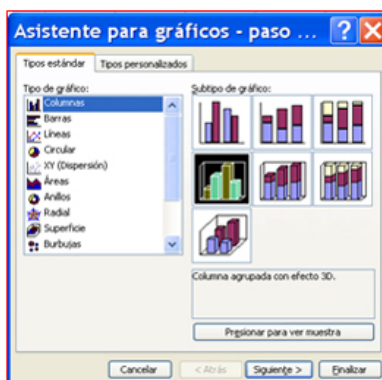 Asistente para gráficos - paso ...
Tipos estándar
Tipos personalizados
Tipo de gráfico:
Columnas
Barras
Líneas
Circular
XY (Dispersión)
Áreas
Anillos
Radial
Superficie
Burbujas
Subtipo de gráfico:
Columna agrupada con efecto 3D.
Presionar para ver muestra
Cancelar
< Atrás
Siguiente >
Finalizar